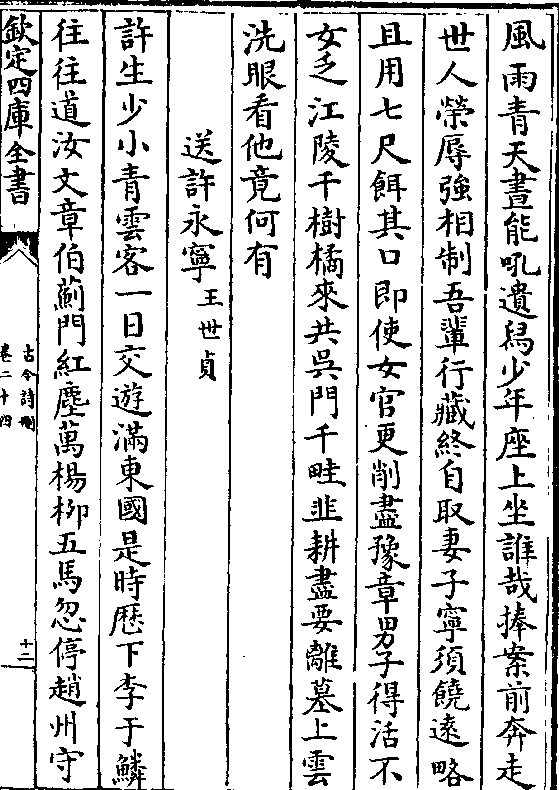 風雨青天晝能吼遺舄少年座上坐誰哉捧案前奔走
世人榮辱強相制吾輩行藏終自取妻子寧須饒遠略
且用七尺餌其口即使女官更削盡豫章男子得活不
女乏江陵千樹橘來共吳門千畦韭耕盡要離墓上雲
洗眼看他竟何有
送許永寧王世貞
許生少小青雲客一日交遊滿東國是時歷下李于鱗
往往道汝文章伯薊門紅塵萬楊桞五馬忽停趙州守
欽定四庫全書
古今詩刪
卷二十四
十二